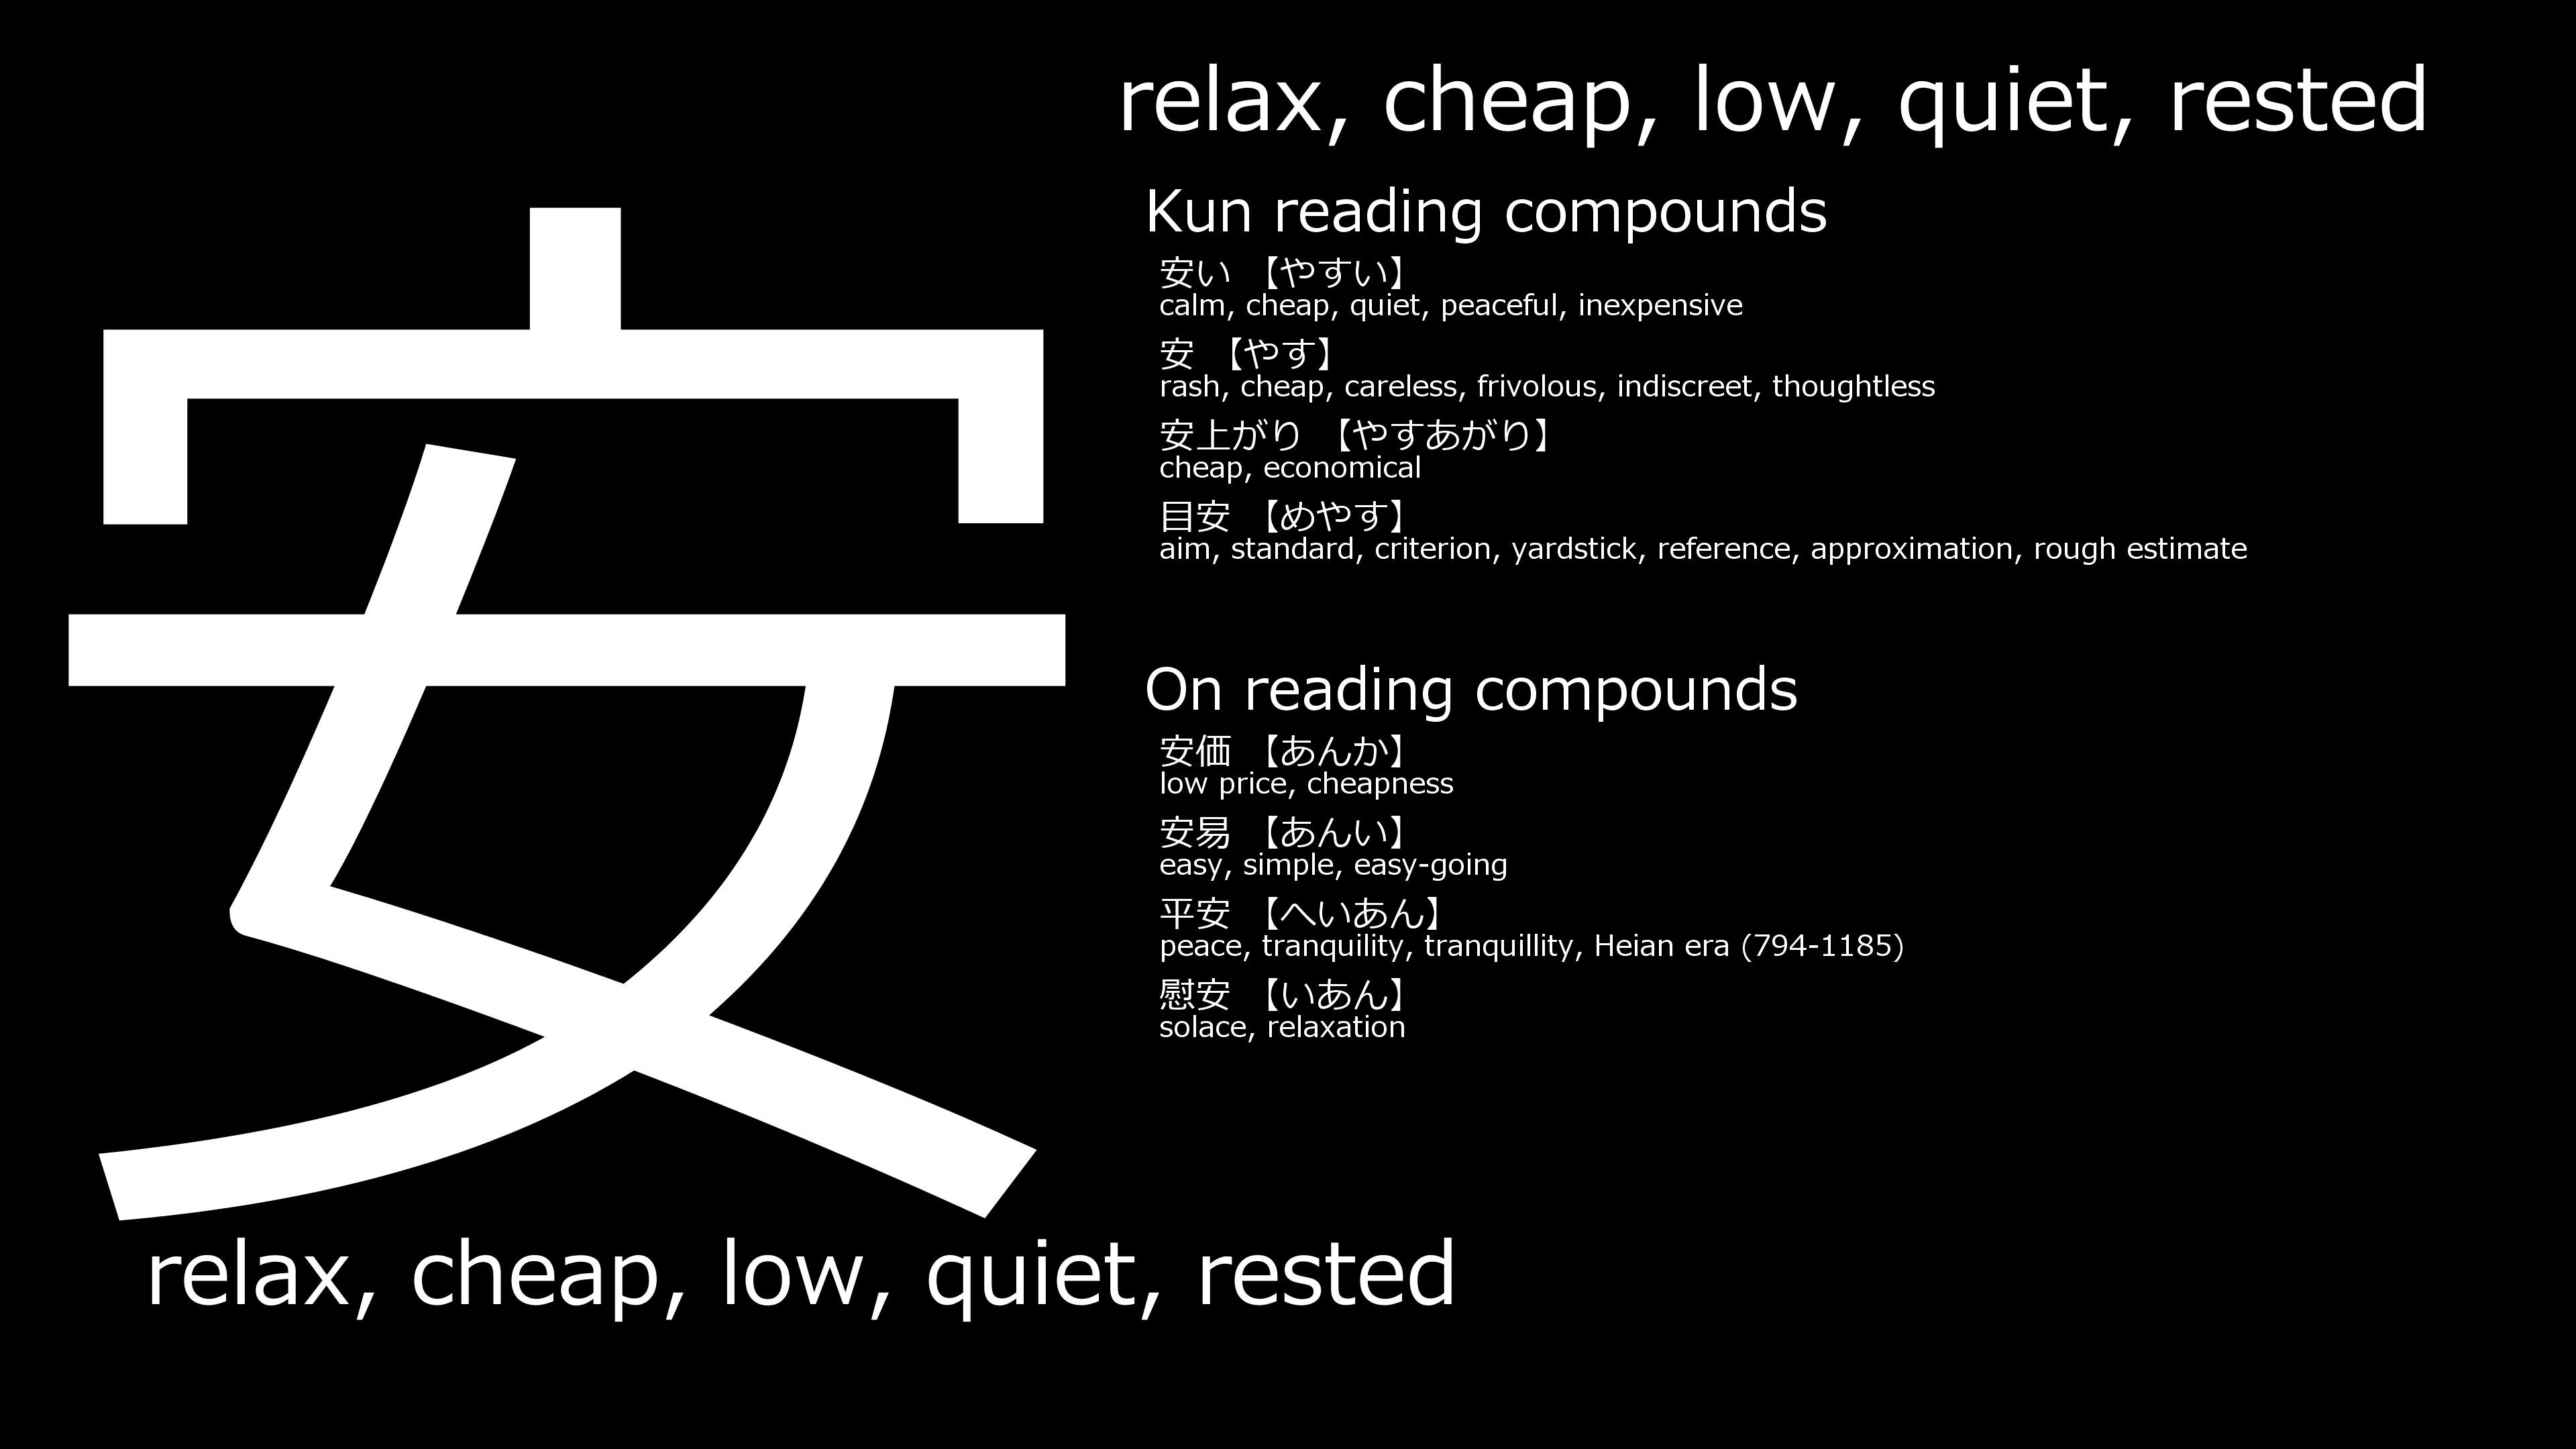 安
relax, cheap, low, quiet, rested
relax, cheap, low, quiet, rested
Kun reading compounds
安い 【やすい】
calm, cheap, quiet, peaceful, inexpensive
安 【やす】
rash, cheap, careless, frivolous, indiscreet, thoughtless
安上がり 【やすあがり】
cheap, economical
目安 【めやす】
aim, standard, criterion, yardstick, reference, approximation, rough estimate
On reading compounds
安価 【あんか】
low price, cheapness
安易 【あんい】
easy, simple, easy-going
平安 【へいあん】
peace, tranquility, tranquillity, Heian era (794-1185)
慰安 【いあん】
solace, relaxation